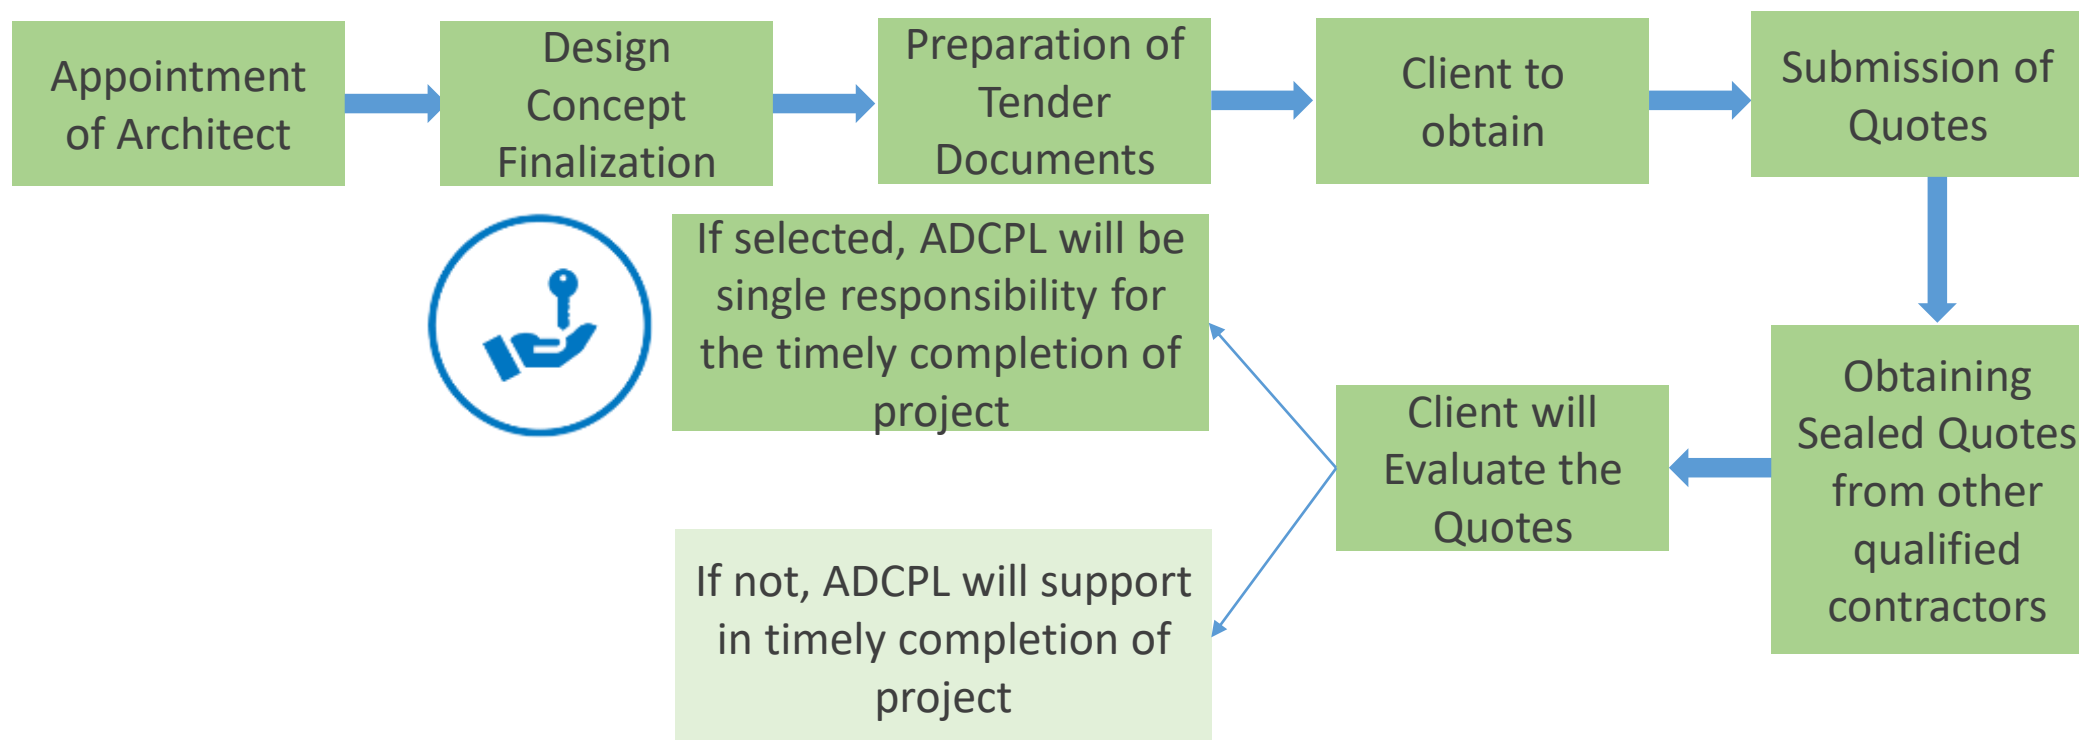 Appointment
of Architect
Design
Concept
Finalization
Preparation of
Tender
Documents
Client to
obtain
Submission of
Quotes
Obtaining
Sealed Quotes
from other
qualified
contractors
Client will
Evaluate the
Quotes
If selected, ADCPL will be
single responsibility for
the timely completion of
project
If not, ADCPL will support
in timely completion of
project